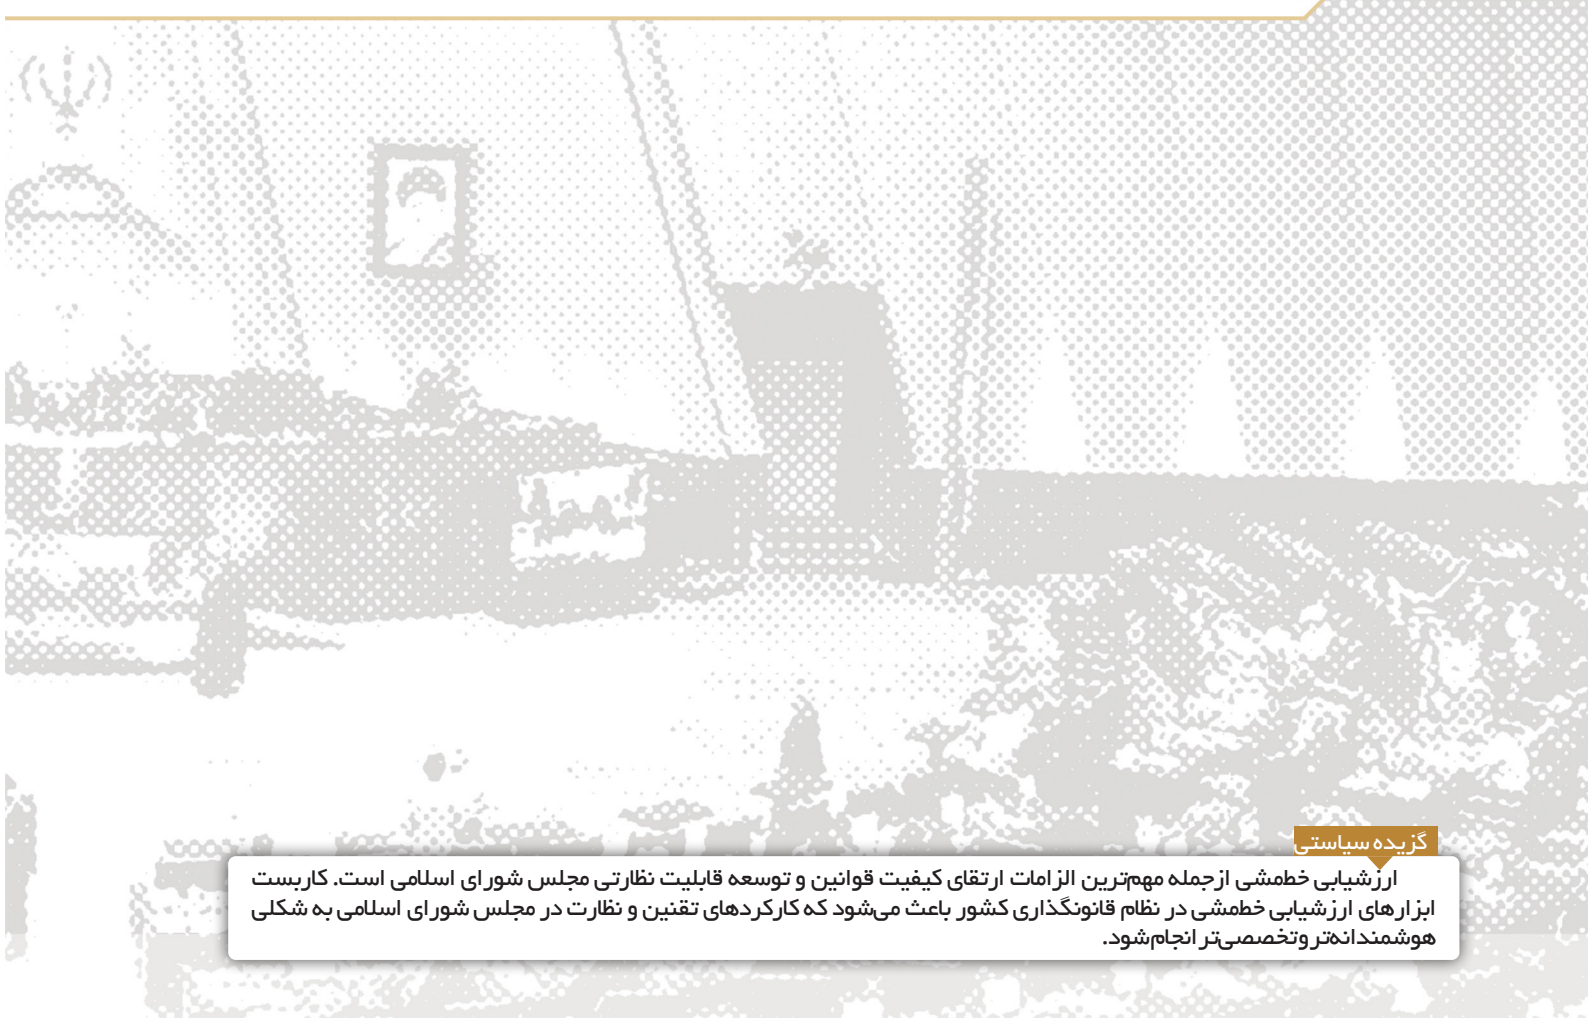 گزیده سیاستی
ارزشیابی خطمشی ازجمله مهم‌ترین الزامات ارتقای کیفیت قوانین و توسعه قابلیت نظارتی مجلس شورای اسلامی است. کاربست
ابزارهای ارزشیابی خطمشی در نظام قانونگذاری کشور باعث می‌شود که کارکردهای تقنین و نظارت در مجلس شورای اسلامی به شکلی
هوشمندانه‌تر و تخصصی‌تر انجام شود.